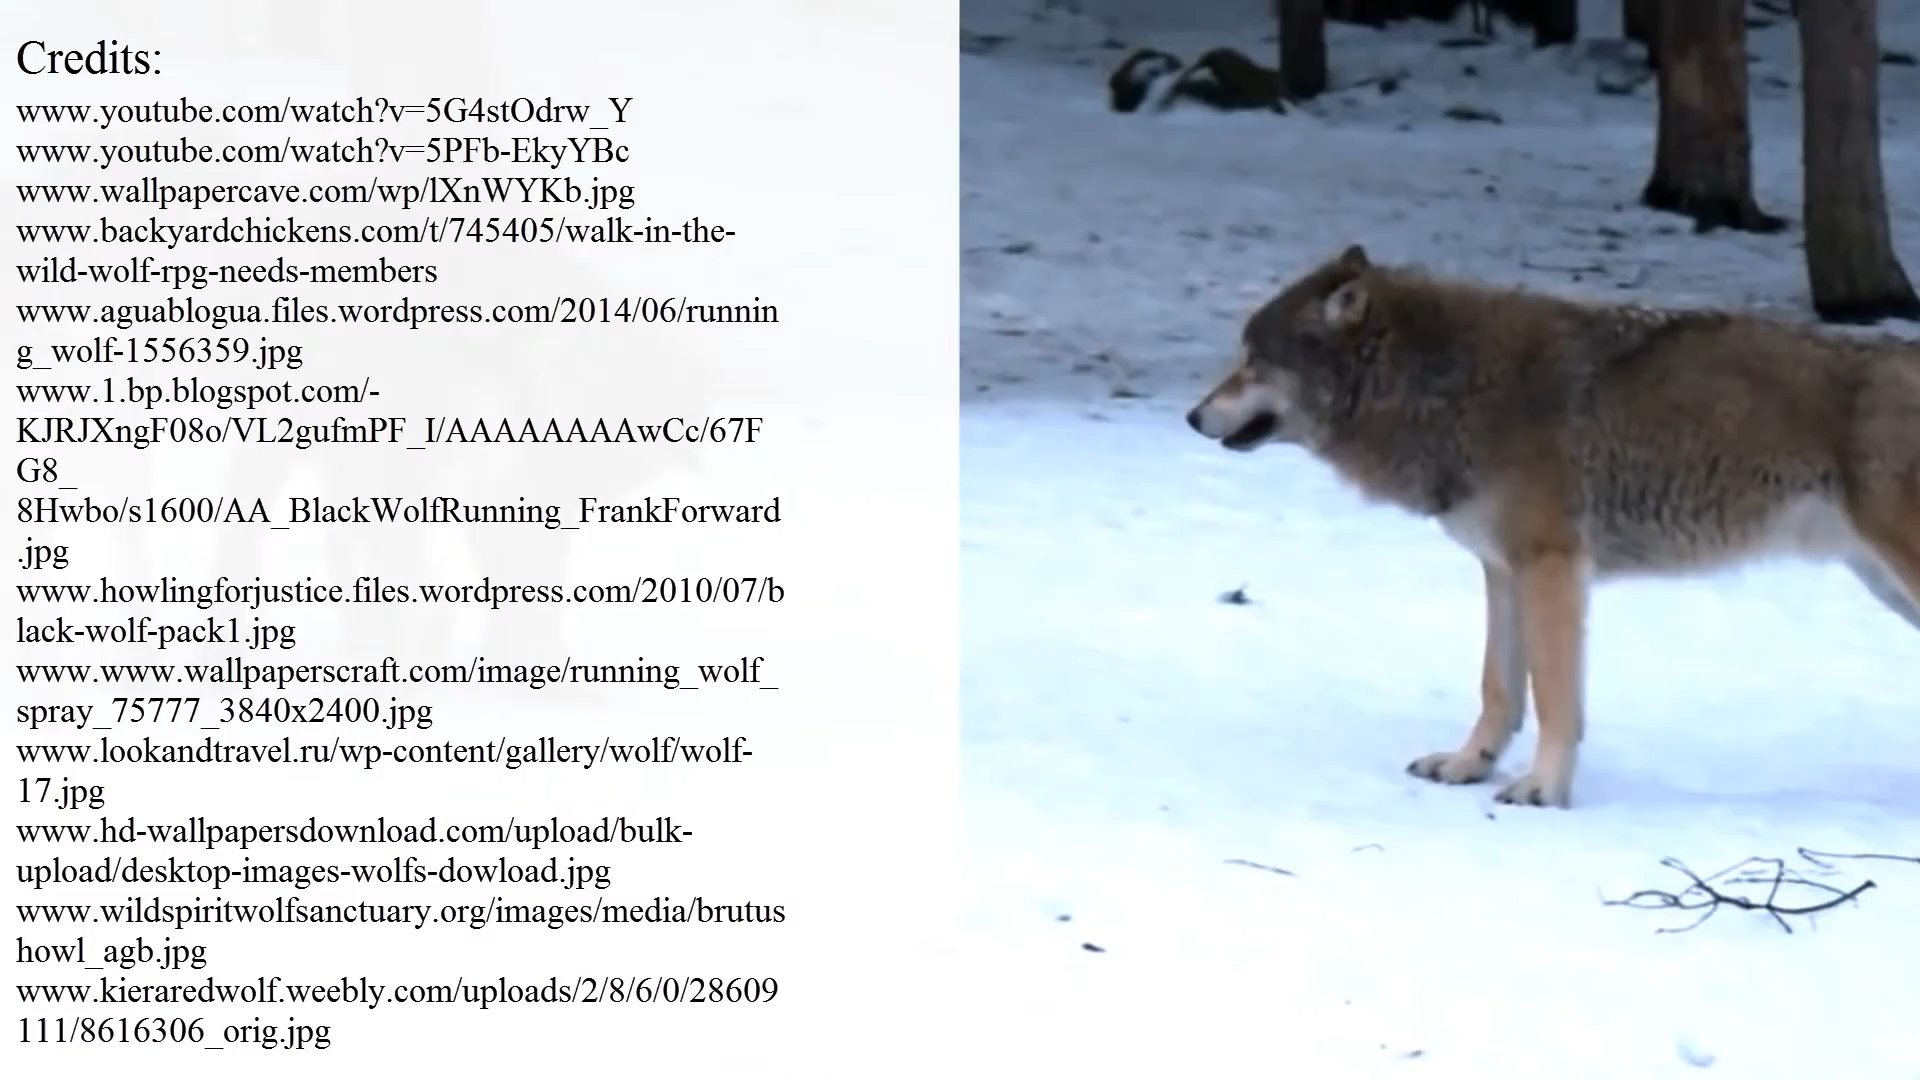 Credits:
www.youtube.com/watch?v=5G4stOdrw_Y
www.youtube.com/watch?v=5PFb-EkyYBc
www.wallpapercave.com/wp/lXnWYKb.jpg
www.backyardchickens.com/t/745405/walk-in-the-
wild-wolf-rpg-needs-members
www.aguablogua.files.wordpress.com/2014/06/runnin
g_wolf-1556359.jpg
www.1.bp.blogspot.com/-
KJRJXngF08o/VL2gufmPF_I/AAAAAAAAwCc/67F
G8_
8Hwbo/s1600/AA_BlackWolfRunning_FrankForward
.jpg
www.howlingforjustice.files.wordpress.com/2010/07/b
lack-wolf-pack1.jpg
www.www.wallpaperscraft.com/image/running_wolf_
spray_75777_3840x2400.jpg
www.lookandtravel.ru/wp-content/gallery/wolf/wolf-
17.jpg
www.hd-wallpapersdownload.com/upload/bulk-
upload/desktop-images-wolfs-dowload.jpg
www.wildspiritwolfsanctuary.org/images/media/brutus
howl_agb.jpg
www.kieraredwolf.weebly.com/uploads/2/8/6/0/28609
111/8616306_orig.jpg